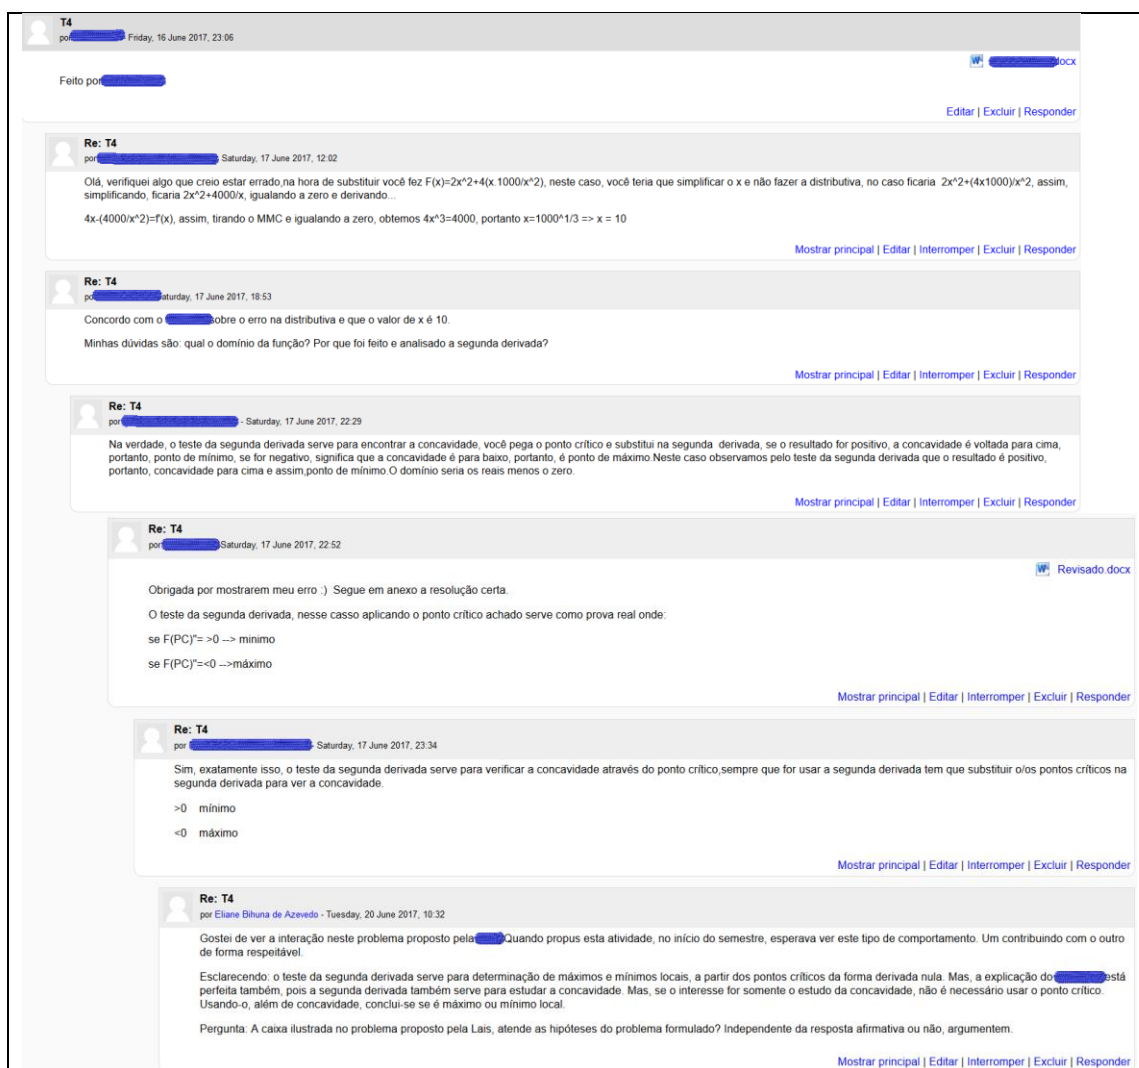 T4
por Friday, 16 June 2017, 23:06
docx
Feito por
Editar | Excluir | Responder
Re: T4
por Saturday, 17 June 2017, 12:02
Olá, verifiquei algo que creio estar errado,na hora de substituir você fez F(x)=2x^2+4(x.1000/x^2), neste caso, você teria que simplificar o x e não fazer a distributiva, no caso ficaria 2x^2+(4x1000)/x^2, assim,
simplificando, ficaria 2x^2+4000/x, igualando a zero e derivando...
4x-(4000/x^2)=f'(x), assim, tirando o MMC e igualando a zero, obtemos 4x^3=4000, portanto x=1000^1/3 => x = 10
Mostrar principal | Editar | Interromper | Excluir | Responder
Re: T4
po aturday, 17 June 2017, 18:53
Concordo com o sobre o erro na distributiva e que o valor de x é 10.
Minhas dúvidas são: qual o domínio da função? Por que foi feito e analisado a segunda derivada?
Mostrar principal | Editar | Interromper | Excluir | Responder
Re: T4
por - Saturday, 17 June 2017, 22:29
Na verdade, o teste da segunda derivada serve para encontrar a concavidade, você pega o ponto crítico e substitui na segunda derivada, se o resultado for positivo, a concavidade é voltada para cima,
portanto, ponto de mínimo, se for negativo, significa que a concavidade é para baixo, portanto, é ponto de máximo.Neste caso observamos pelo teste da segunda derivada que o resultado é positivo,
portanto, concavidade para cima e assim,ponto de mínimo.O domínio seria os reais menos o zero.
Mostrar principal | Editar | Interromper | Excluir | Responder
Re: T4
por Saturday, 17 June 2017, 22:52
Revisado.docx
Obrigada por mostrarem meu erro :) Segue em anexo a resolução certa.
O teste da segunda derivada, nesse casso aplicando o ponto crítico achado serve como prova real onde:
se F(PC)"= >0 --> minimo
se F(PC)"=<0 -->máximo
Mostrar principal | Editar | Interromper | Excluir | Responder
Re: T4
por - Saturday, 17 June 2017, 23:34
Sim, exatamente isso, o teste da segunda derivada serve para verificar a concavidade através do ponto crítico,sempre que for usar a segunda derivada tem que substituir o/os pontos críticos na
segunda derivada para ver a concavidade.
>0 mínimo
<0 máximo
Mostrar principal | Editar | Interromper | Excluir | Responder
Re: T4
por Eliane Bihuna de Azevedo - Tuesday, 20 June 2017, 10:32
Gostei de ver a interação neste problema proposto pela Quando propus esta atividade, no início do semestre, esperava ver este tipo de comportamento. Um contribuindo com o outro
de forma respeitável.
Esclarecendo: o teste da segunda derivada serve para determinação de máximos e mínimos locais, a partir dos pontos críticos da forma derivada nula. Mas, a explicação do está
perfeita também, pois a segunda derivada também serve para estudar a concavidade. Mas, se o interesse for somente o estudo da concavidade, não é necessário usar o ponto crítico.
Usando-o, além de concavidade, conclui-se se é máximo ou mínimo local.
Pergunta: A caixa ilustrada no problema proposto pela Lais, atende as hipóteses do problema formulado? Independente da resposta afirmativa ou não, argumentem.
Mostrar principal | Editar | Interromper | Excluir | Responder